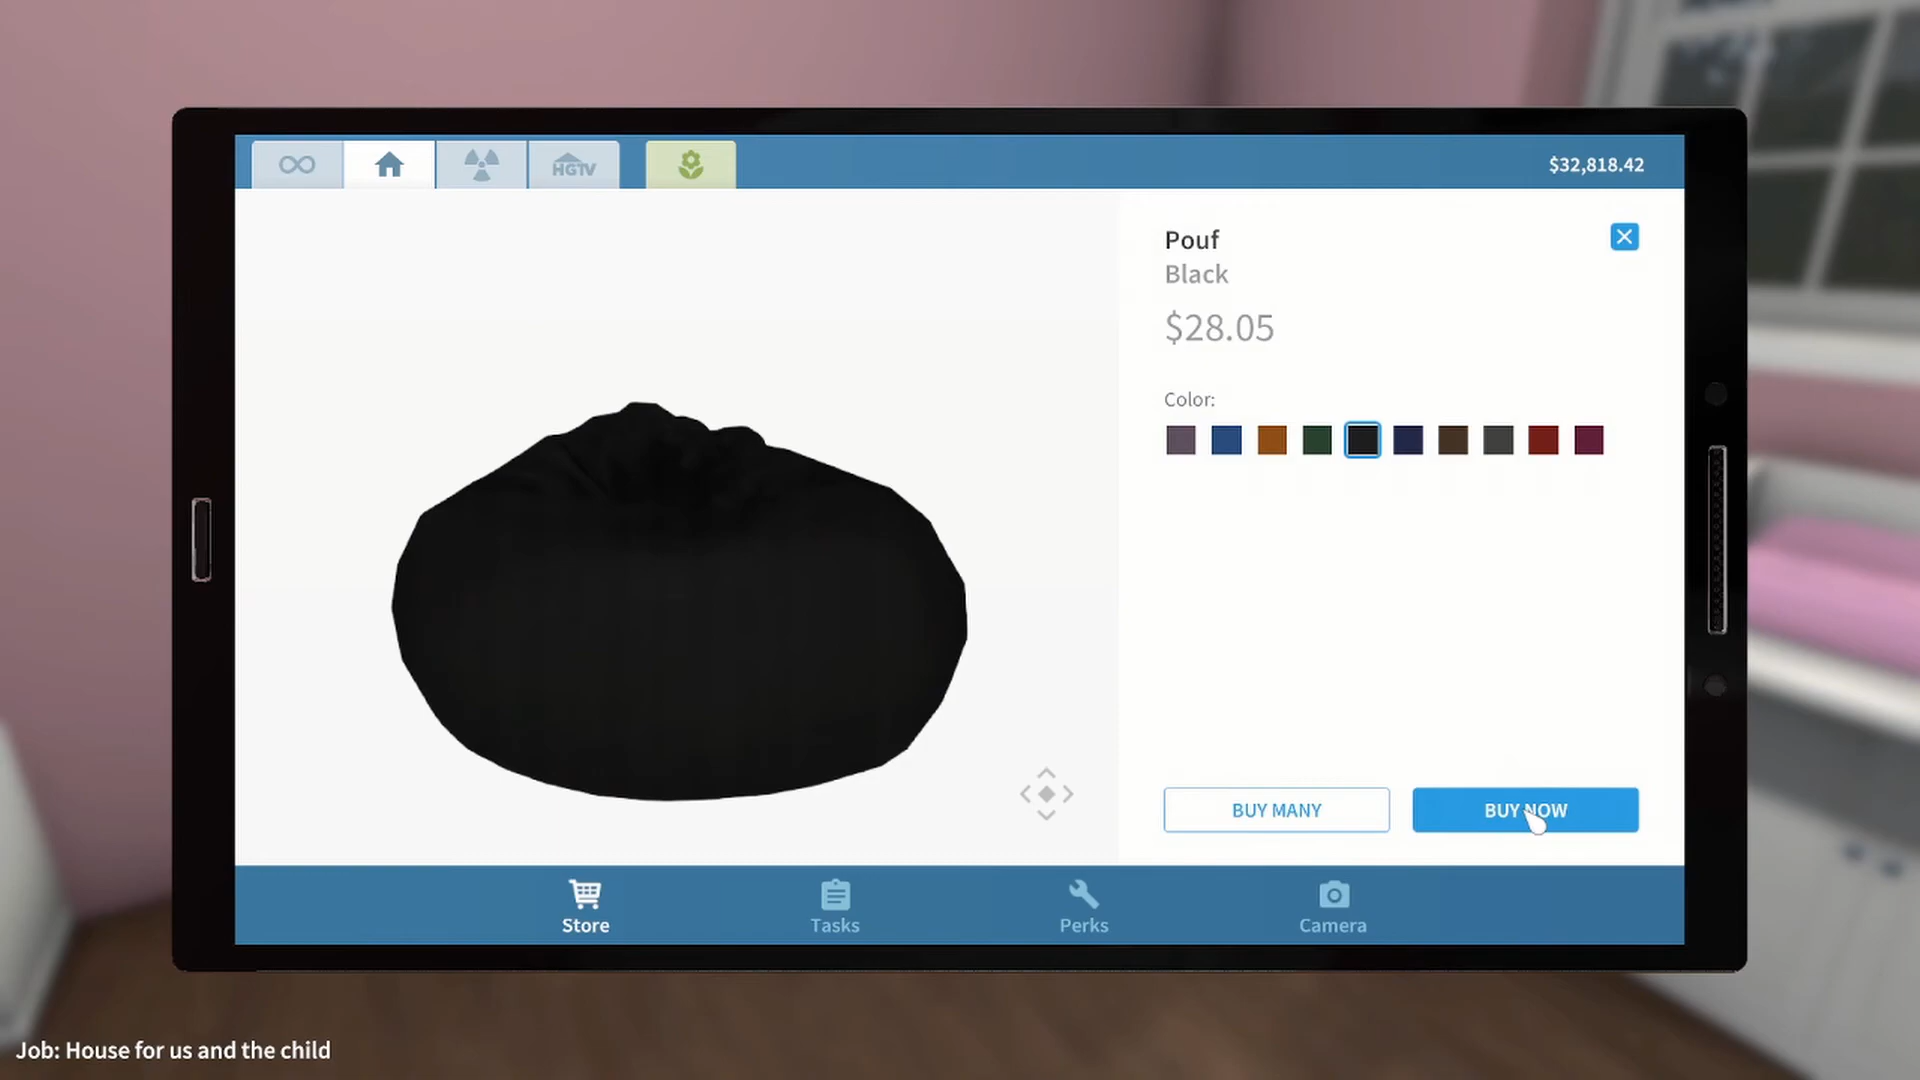 HGTV
$32,818.42
Pouf
Black
$28.05
Color:
BUY MANY
BUY NOW
Store
Tasks
Perks
Camera
Job: House for us and the child